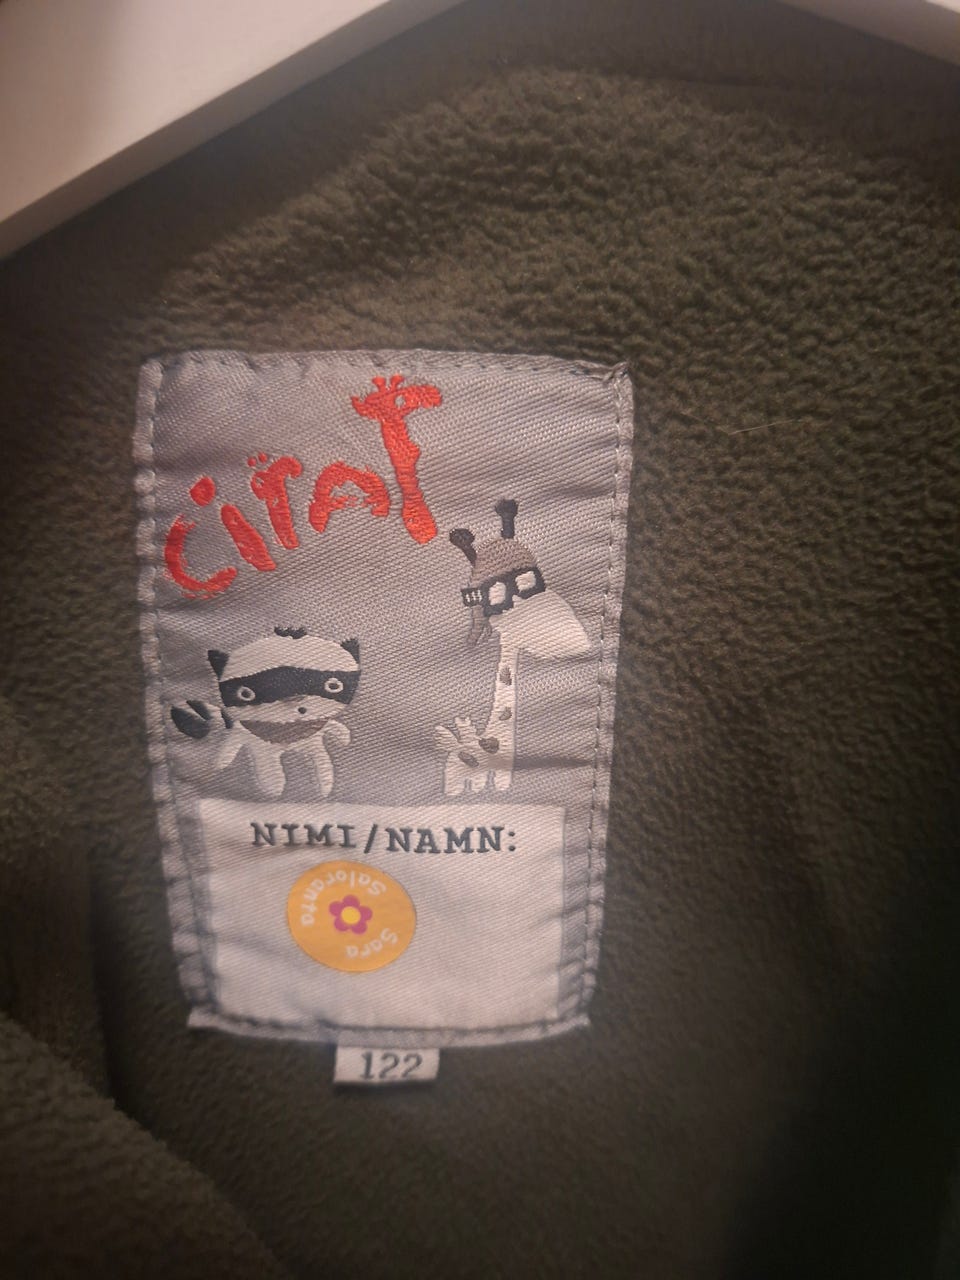 ciraf
NIMI/NAMN:
Sara
Saloranta
122